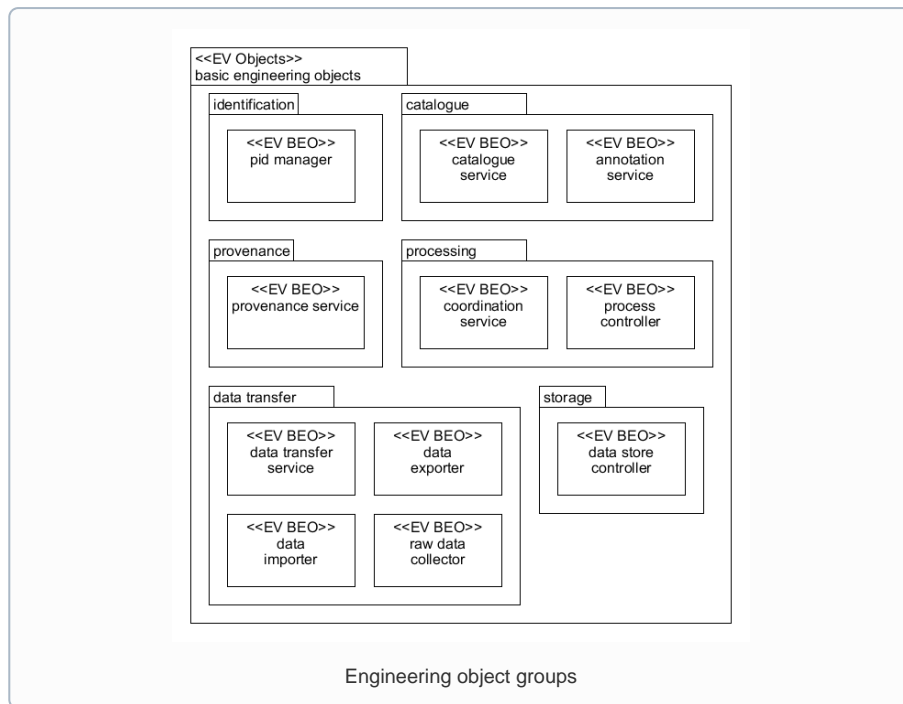 <<EV Objects>>
basic engineering objects
identification
<<EV BEO>>
pid manager
catalogue
<<EV BEO>>
catalogue
service
<<EV BEO>>
annotation
service
provenance
<<EV BEO>>
provenance service
processing
<<EV BEO>>
coordination
service
<<EV BEO>>
process
controller
data transfer
<<EV BEO>>
data transfer
service
<<EV BEO>>
data
exporter
<<EV BEO>>
data
importer
<<EV BEO>>
raw data
collector
storage
<<EV BEO>>
data store
controller
Engineering object groups